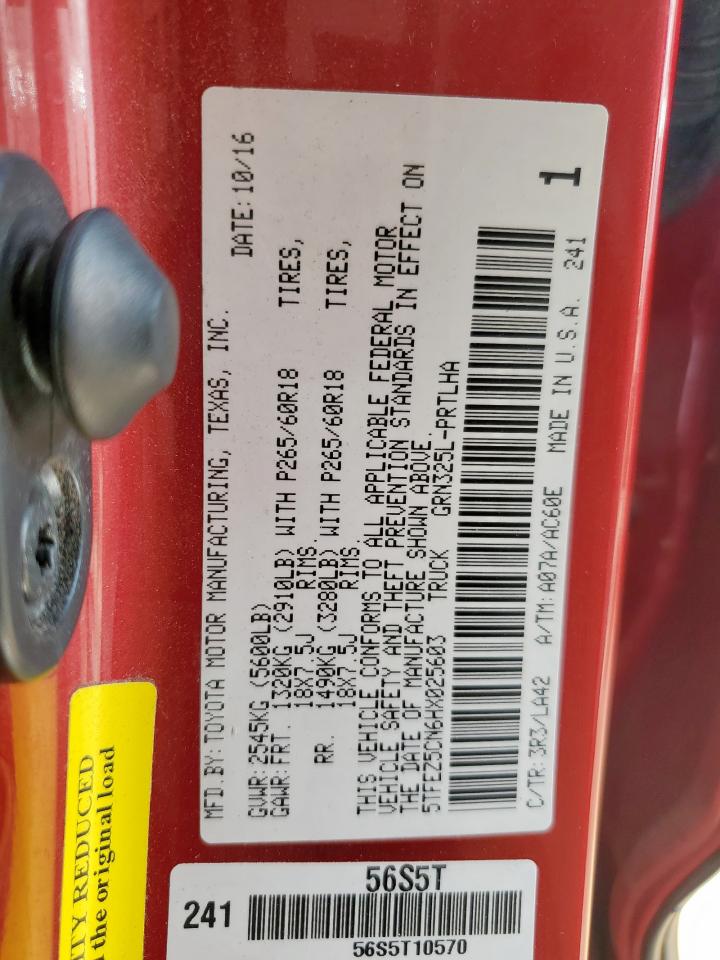 MFD.BY: TOYOTA MOTOR MANUFACTURING, TEXAS, INC.
DATE: 10/16
GVWR: 2545KG (5600LB)
GAWR: FRT. 1320KG (2910LB) WITH P265/60R18 TIRES,
18X7.5J RIMS.
RR. 1490KG (3280LB) WITH P265/60R18 TIRES,
18X7.5J RIMS.
THIS VEHICLE CONFORMS TO ALL APPLICABLE FEDERAL MOTOR
VEHICLE SAFETY AND THEFT PREVENTION STANDARDS IN EFFECT ON
THE DATE OF MANUFACTURE SHOWN ABOVE.
5TFEZ5CN6HX025603 TRUCK GRN325L-PRTLHA
1
C/TR: 3R3/LA42 A/TM: A07A/AC60E MADE IN U.S.A. 241
REDUCED
the original load
56S5T
241
56S5T10570